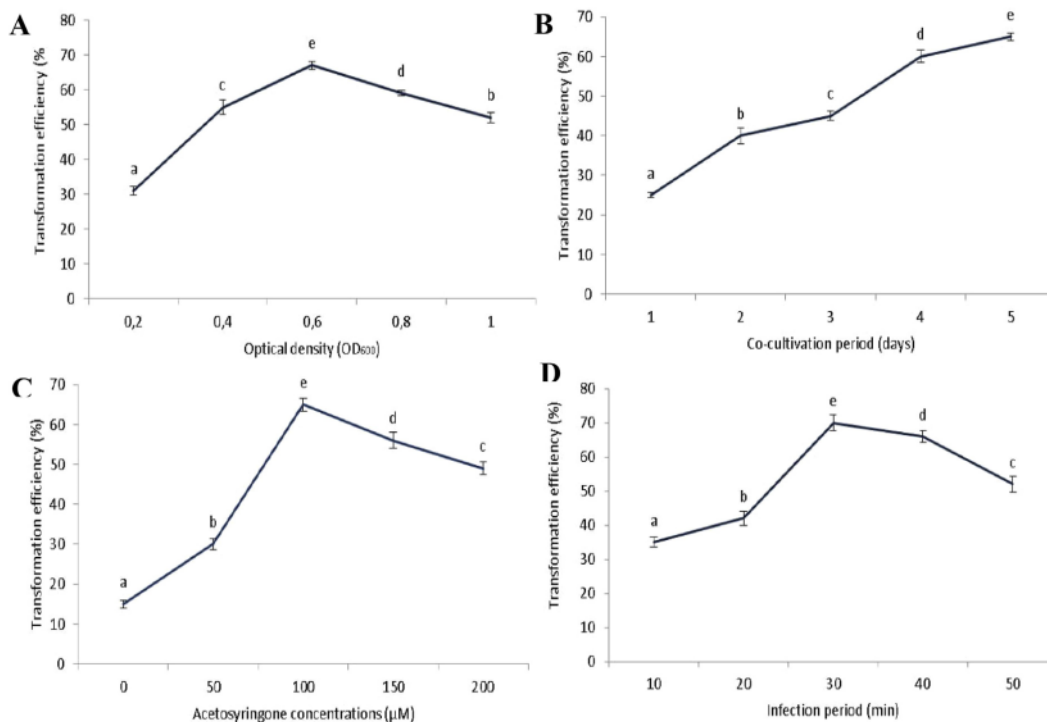 A
Transformation efficiency (%
80
70
60
50
40
30
20
10
0
a
c
e
d
b
0,2 0,4 0,6 0,8 1
Optical density (OD₆₀₀)
B
Transformation efficiency (%)
70
60
50
40
30
20
10
0
a
b
c
d
e
1 2 3 4 5
Co-cultivation period (days)
C
Transformation efficiency (%)
70
60
50
40
30
20
10
0
a
b
e
d
c
0 50 100 150 200
Acetosyringone concentrations (µM)
D
Transformation efficiency (%)
80
70
60
50
40
30
20
10
0
a
b
e
d
c
10 20 30 40 50
Infection period (min)